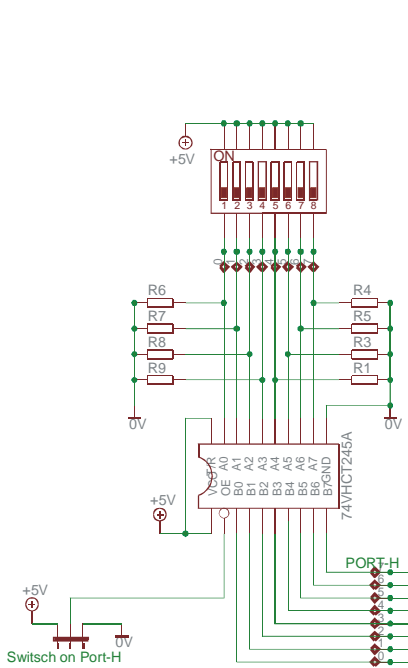 +5V
ON
1 2 3 4 5 6 7 8
0 1 2 3 4 5 6 7
R6
R4
R7
R5
R8
R3
R9
R1
0V
0V
VCC T/R A0 A1 A2 A3 A4 A5 A6 A7 GND
OE B0 B1 B2 B3 B4 B5 B6 B7
74VHCT245A
+5V
PORT-H
7
6
5
4
3
2
1
0
+5V
0V
Switsch on Port-H